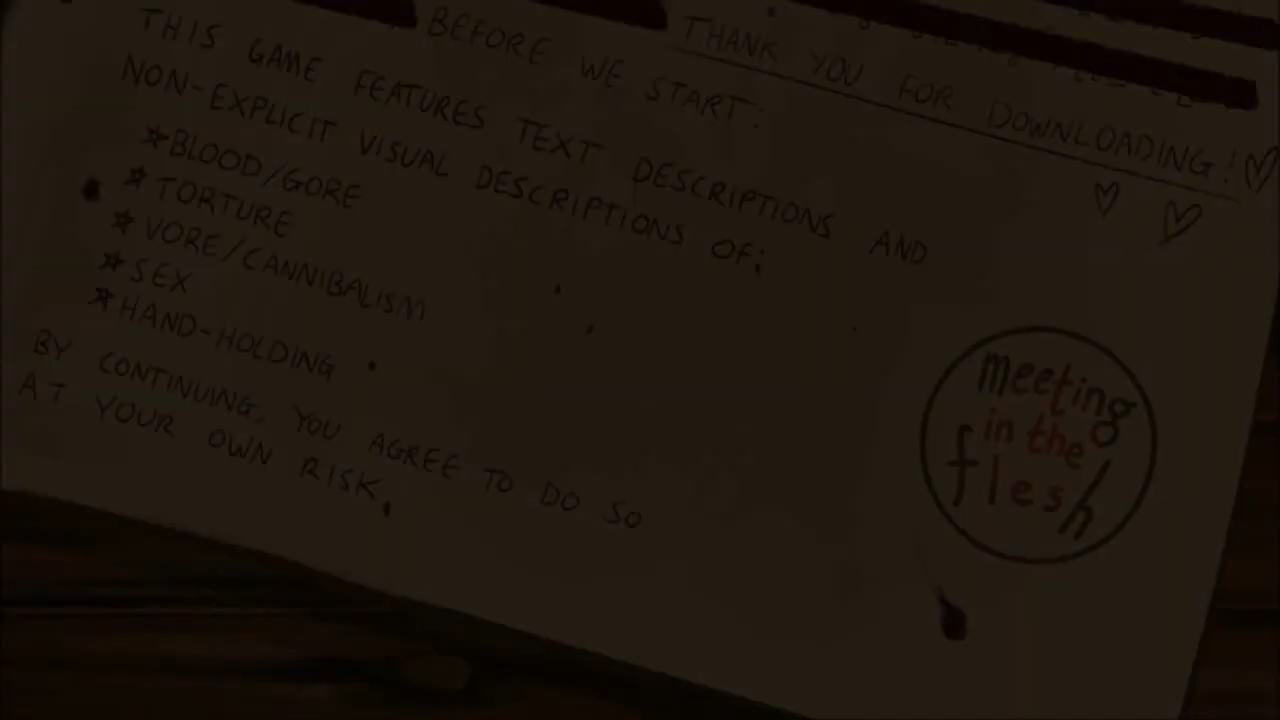 THANK YOU FOR DOWNLOADING!
BEFORE WE START:
THIS GAME FEATURES TEXT DESCRIPTIONS AND
NON-EXPLICIT VISUAL DESCRIPTIONS OF:
*BLOOD/GORE
*TORTURE
*VORE/CANNIBALISM
*SEX
*HAND-HOLDING
BY CONTINUING, YOU AGREE TO DO SO
AT YOUR OWN RISK.
meeting
in the
flesh